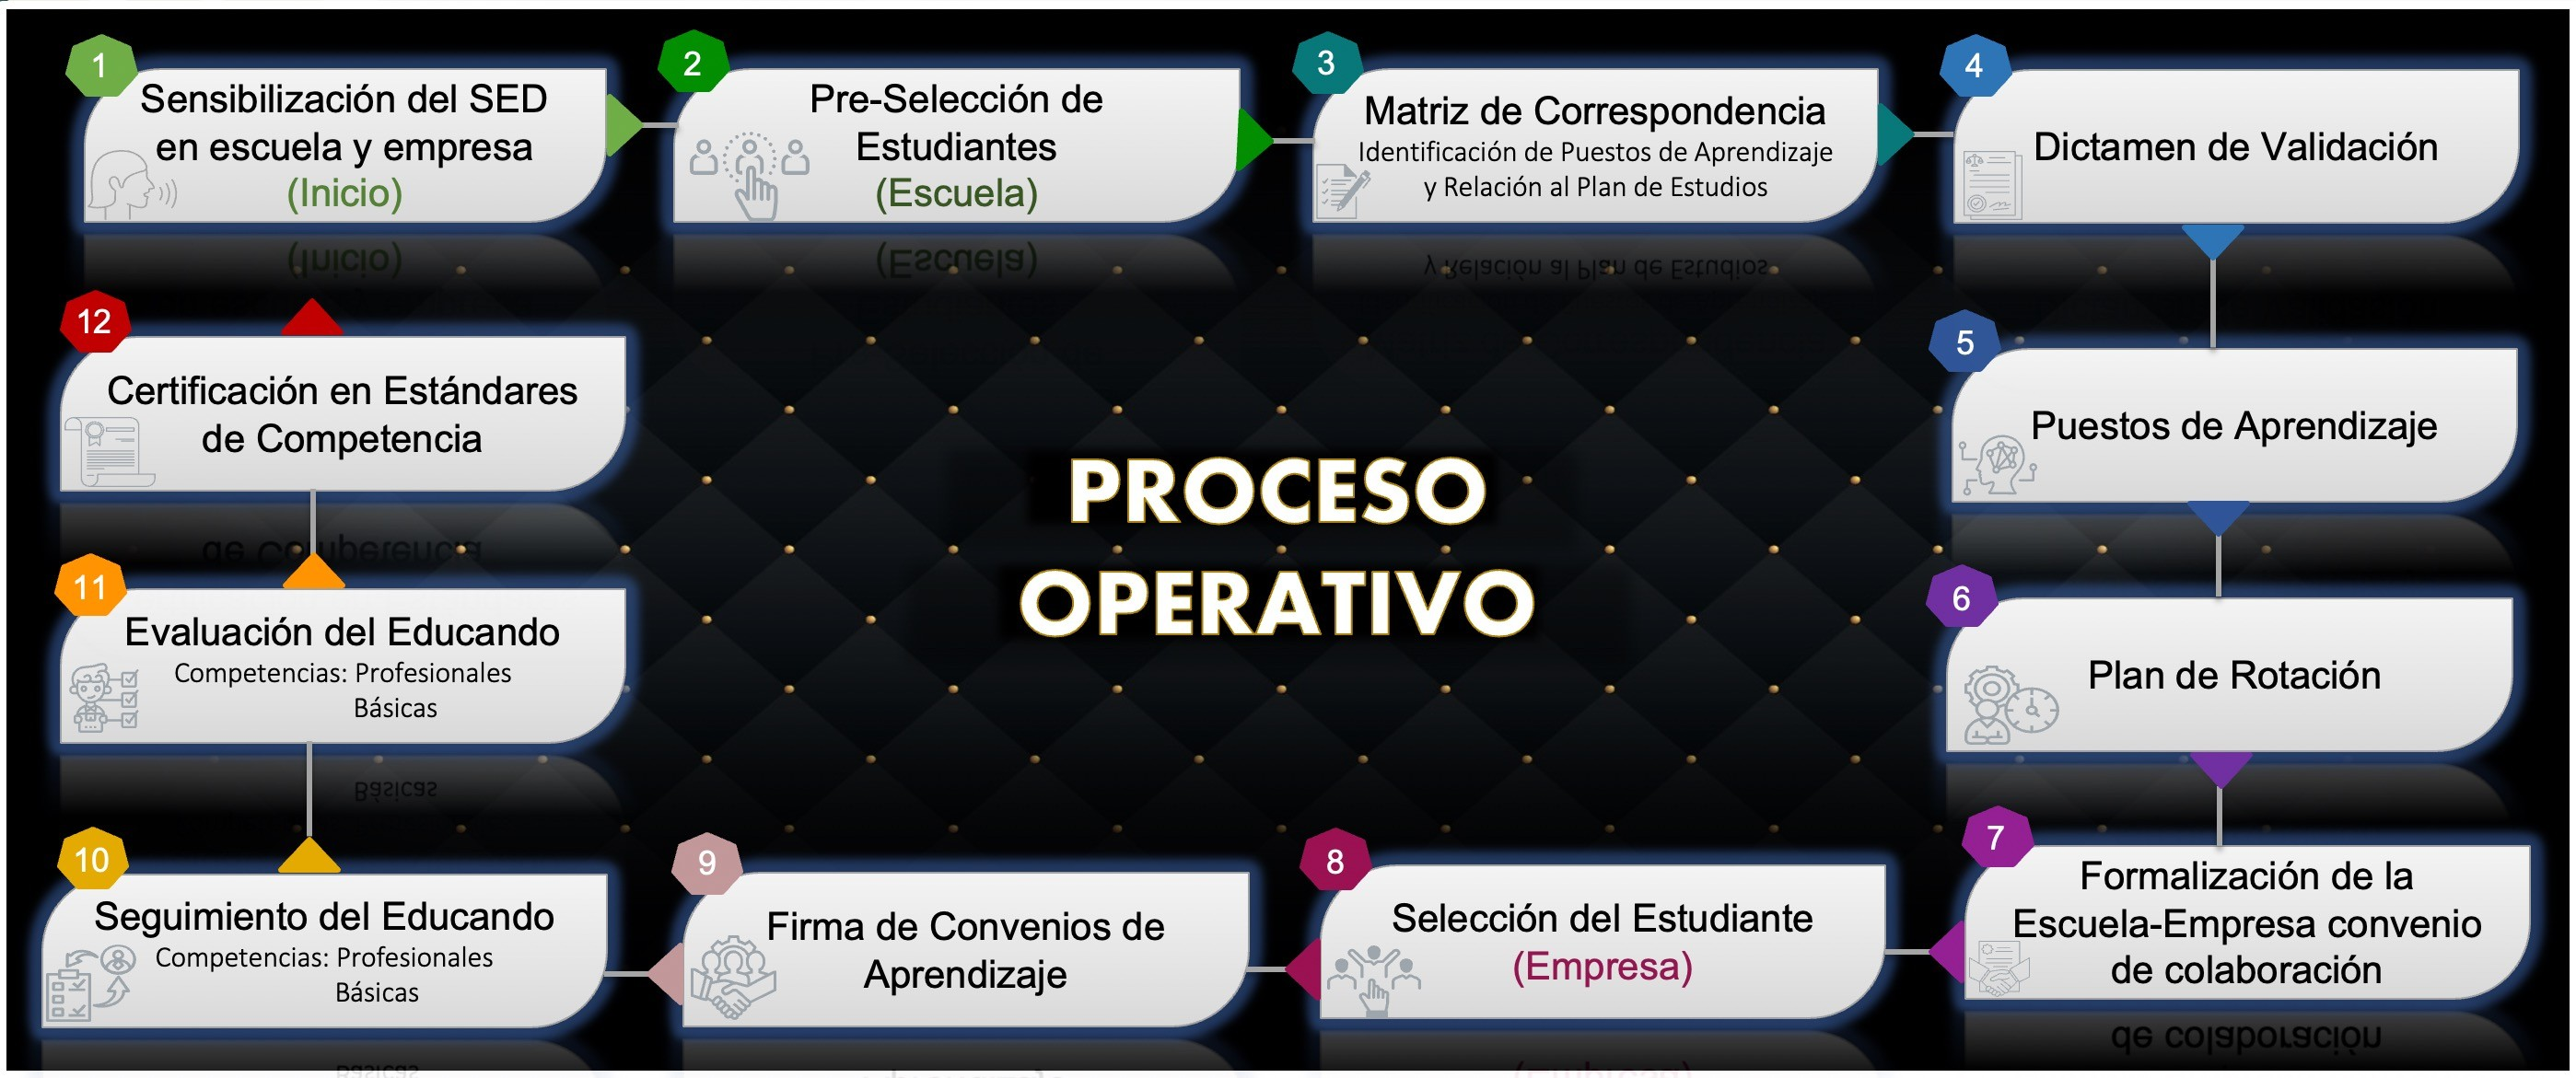 1
Sensibilización del SED
en escuela y empresa
(Inicio)
2
Pre-Selección de
Estudiantes
(Escuela)
3
Matriz de Correspondencia
Identificación de Puestos de Aprendizaje
y Relación al Plan de Estudios
4
Dictamen de Validación
5
Puestos de Aprendizaje
6
Plan de Rotación
7
Formalización de la
Escuela-Empresa convenio
de colaboración
8
Selección del Estudiante
(Empresa)
9
Firma de Convenios de
Aprendizaje
10
Seguimiento del Educando
Competencias: Profesionales
Básicas
11
Evaluación del Educando
Competencias: Profesionales
Básicas
12
Certificación en Estándares
de Competencia
PROCESO
OPERATIVO